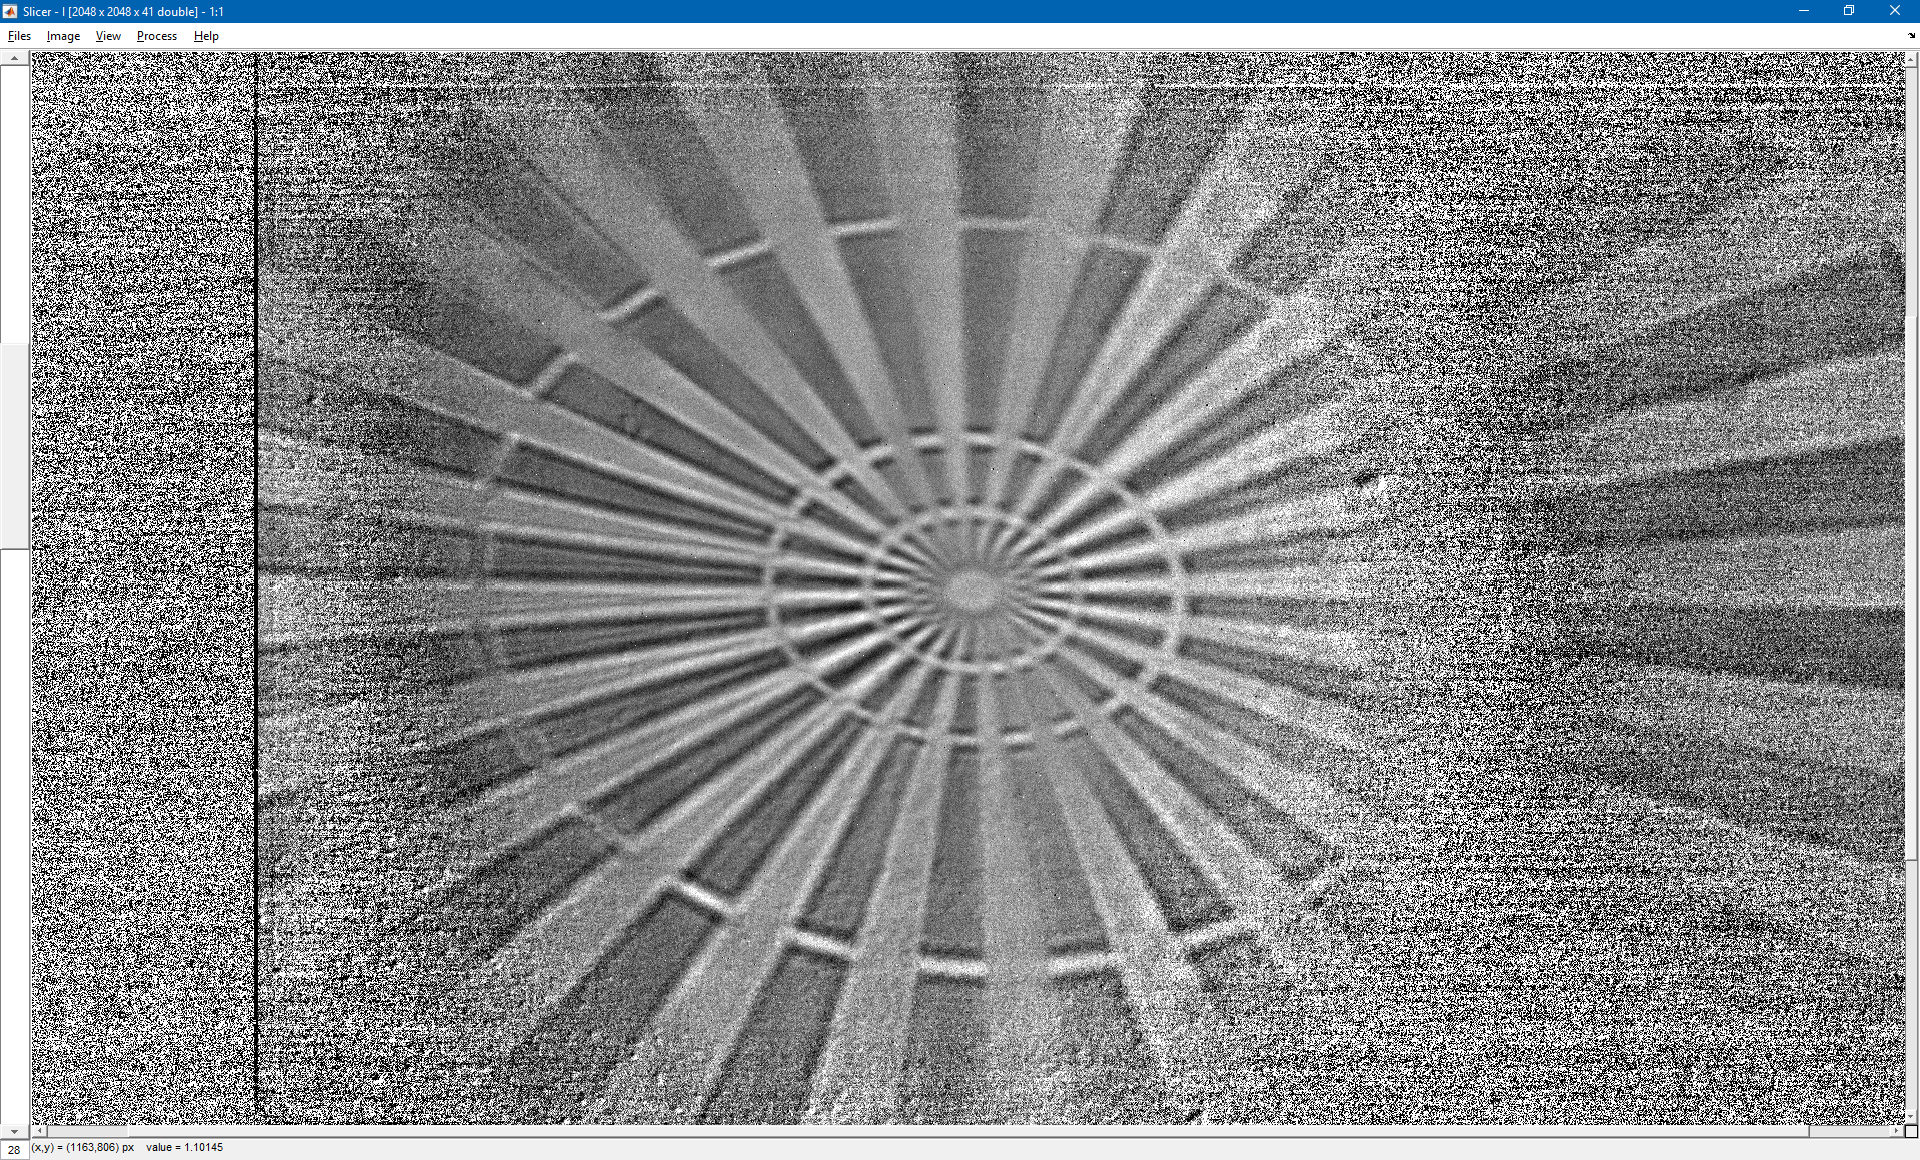 Slicer - I [2048 x 2048 x 41 double] - 1:1
Files Image View Process Help
28 (x,y) = (1163,806) px value = 1.10145